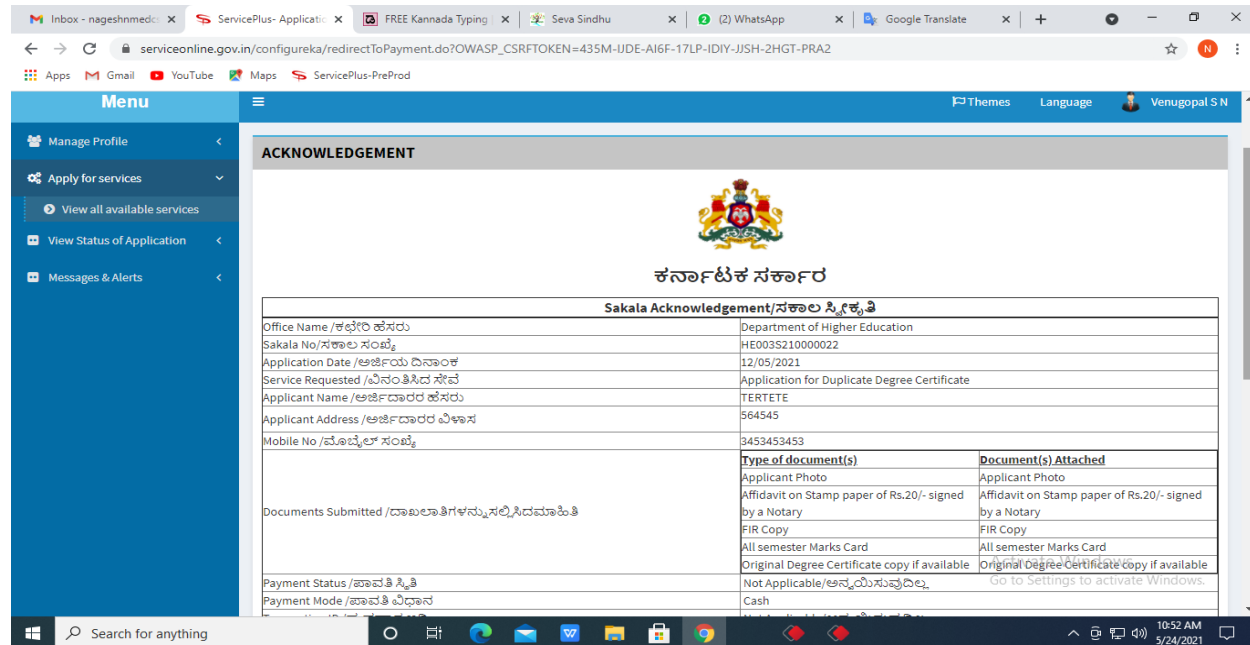 Inbox - nageshnmedcs
ServicePlus- Applicatic
FREE Kannada Typing
Seva Sindhu
(2) WhatsApp
Google Translate
serviceonline.gov.in/configureka/redirectToPayment.do?OWASP_CSRFTOKEN=435M-IJDE-AI6F-17LP-IDIY-JJSH-2HGT-PRA2
N
Apps Gmail YouTube Maps ServicePlus-PreProd
Menu
Themes Language Venugopal S N
Manage Profile
Apply for services
View all available services
View Status of Application
Messages & Alerts
ACKNOWLEDGEMENT
ಕರ್ನಾಟಕ ಸರ್ಕಾರ
Sakala Acknowledgement/ಸಕಾಲ ಸ್ವೀಕೃತಿ
Office Name /ಕಛೇರಿ ಹೆಸರು Department of Higher Education
Sakala No/ಸಕಾಲ ಸಂಖ್ಯೆ HE003S210000022
Application Date /ಅರ್ಜಿಯ ದಿನಾಂಕ 12/05/2021
Service Requested /ವಿನಂತಿಸಿದ ಸೇವೆ Application for Duplicate Degree Certificate
Applicant Name /ಅರ್ಜಿದಾರರ ಹೆಸರು TERTETE
Applicant Address /ಅರ್ಜಿದಾರರ ವಿಳಾಸ 564545
Mobile No /ಮೊಬೈಲ್ ಸಂಖ್ಯೆ 3453453453
Documents Submitted /ದಾಖಲಾತಿಗಳನ್ನು ಸಲ್ಲಿಸಿದಮಾಹಿತಿ
Type of document(s) Document(s) Attached
Applicant Photo Applicant Photo
Affidavit on Stamp paper of Rs.20/- signed by a Notary Affidavit on Stamp paper of Rs.20/- signed by a Notary
FIR Copy FIR Copy
All semester Marks Card All semester Marks Card
Original Degree Certificate copy if available Original Degree Certificate copy if available
Payment Status /ಪಾವತಿ ಸ್ಥಿತಿ Not Applicable/ಅನ್ವಯಿಸುವುದಿಲ್ಲ
Payment Mode /ಪಾವತಿ ವಿಧಾನ Cash
Activate Windows
Go to Settings to activate Windows.
Search for anything
10:52 AM
5/24/2021